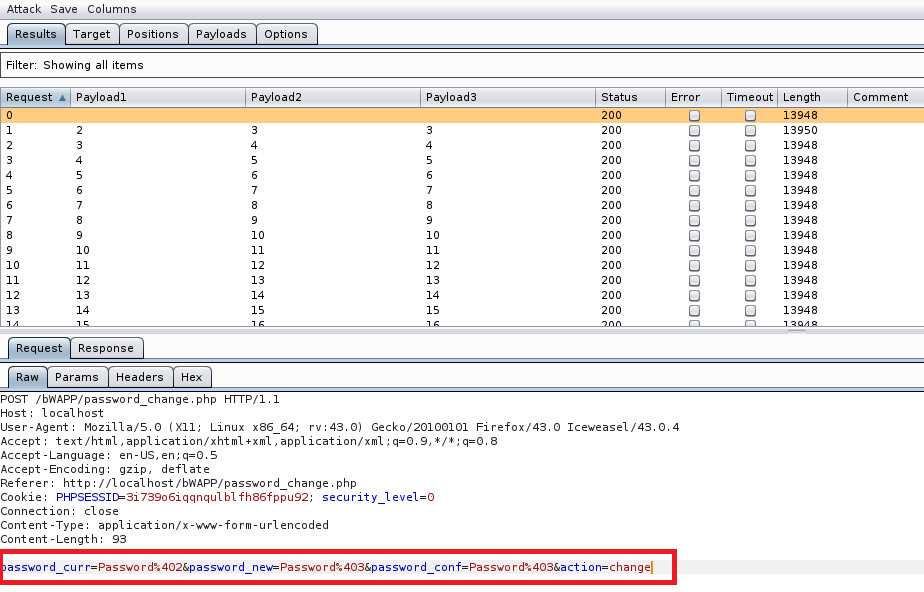 Attack Save Columns
Results Target Positions Payloads Options
Filter: Showing all items
Request Payload1 Payload2 Payload3 Status Error Timeout Length Comment
0 200 13948
1 2 3 3 200 13950
2 3 4 4 200 13948
3 4 5 5 200 13948
4 5 6 6 200 13948
5 6 7 7 200 13948
6 7 8 8 200 13948
7 8 9 9 200 13948
8 9 10 10 200 13948
9 10 11 11 200 13948
10 11 12 12 200 13948
11 12 13 13 200 13948
12 13 14 14 200 13948
13 14 15 15 200 13948
14 15 16 16 200 13948
Request Response
Raw Params Headers Hex
POST /bWAPP/password_change.php HTTP/1.1
Host: localhost
User-Agent: Mozilla/5.0 (X11; Linux x86_64; rv:43.0) Gecko/20100101 Firefox/43.0 Iceweasel/43.0.4
Accept: text/html,application/xhtml+xml,application/xml;q=0.9,*/*;q=0.8
Accept-Language: en-US,en;q=0.5
Accept-Encoding: gzip, deflate
Referer: http://localhost/bWAPP/password_change.php
Cookie: PHPSESSID=3i739o6iqqnqulblfh86fppu92; security_level=0
Connection: close
Content-Type: application/x-www-form-urlencoded
Content-Length: 93
password_curr=Password%402&password_new=Password%403&password_conf=Password%403&action=change